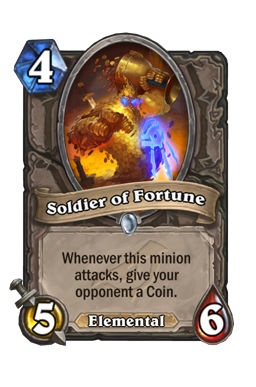 4
Soldier of Fortune
Whenever this minion
attacks, give your
opponent a Coin.
5
Elemental
6